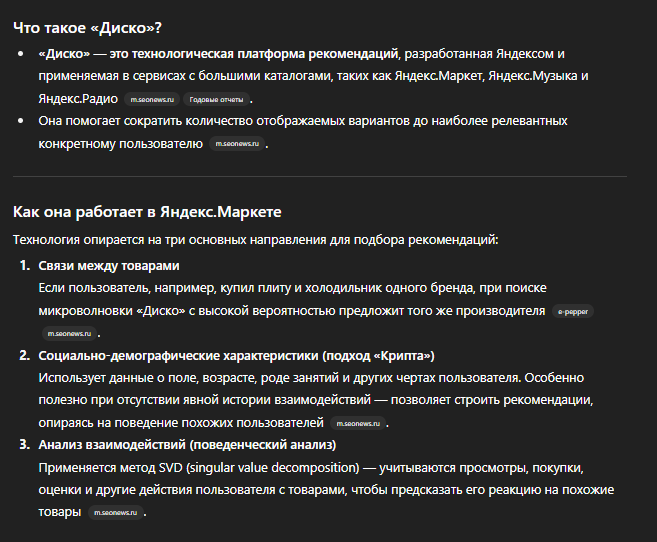 Что такое «Диско»?
• «Диско» — это технологическая платформа рекомендаций, разработанная Яндексом и
применяемая в сервисах с большими каталогами, таких как Яндекс.Маркет, Яндекс.Музыка и
Яндекс.Радио m.seonews.ru Годовые отчеты .
• Она помогает сократить количество отображаемых вариантов до наиболее релевантных
конкретному пользователю m.seonews.ru .
Как она работает в Яндекс.Маркете
Технология опирается на три основных направления для подбора рекомендаций:
1. Связи между товарами
Если пользователь, например, купил плиту и холодильник одного бренда, при поиске
микроволновки «Диско» с высокой вероятностью предложит того же производителя e-pepper
m.seonews.ru .
2. Социально-демографические характеристики (подход «Крипта»)
Использует данные о поле, возрасте, роде занятий и других чертах пользователя. Особенно
полезно при отсутствии явной истории взаимодействий — позволяет строить рекомендации,
опираясь на поведение похожих пользователей m.seonews.ru .
3. Анализ взаимодействий (поведенческий анализ)
Применяется метод SVD (singular value decomposition) — учитываются просмотры, покупки,
оценки и другие действия пользователя с товарами, чтобы предсказать его реакцию на похожие
товары m.seonews.ru .